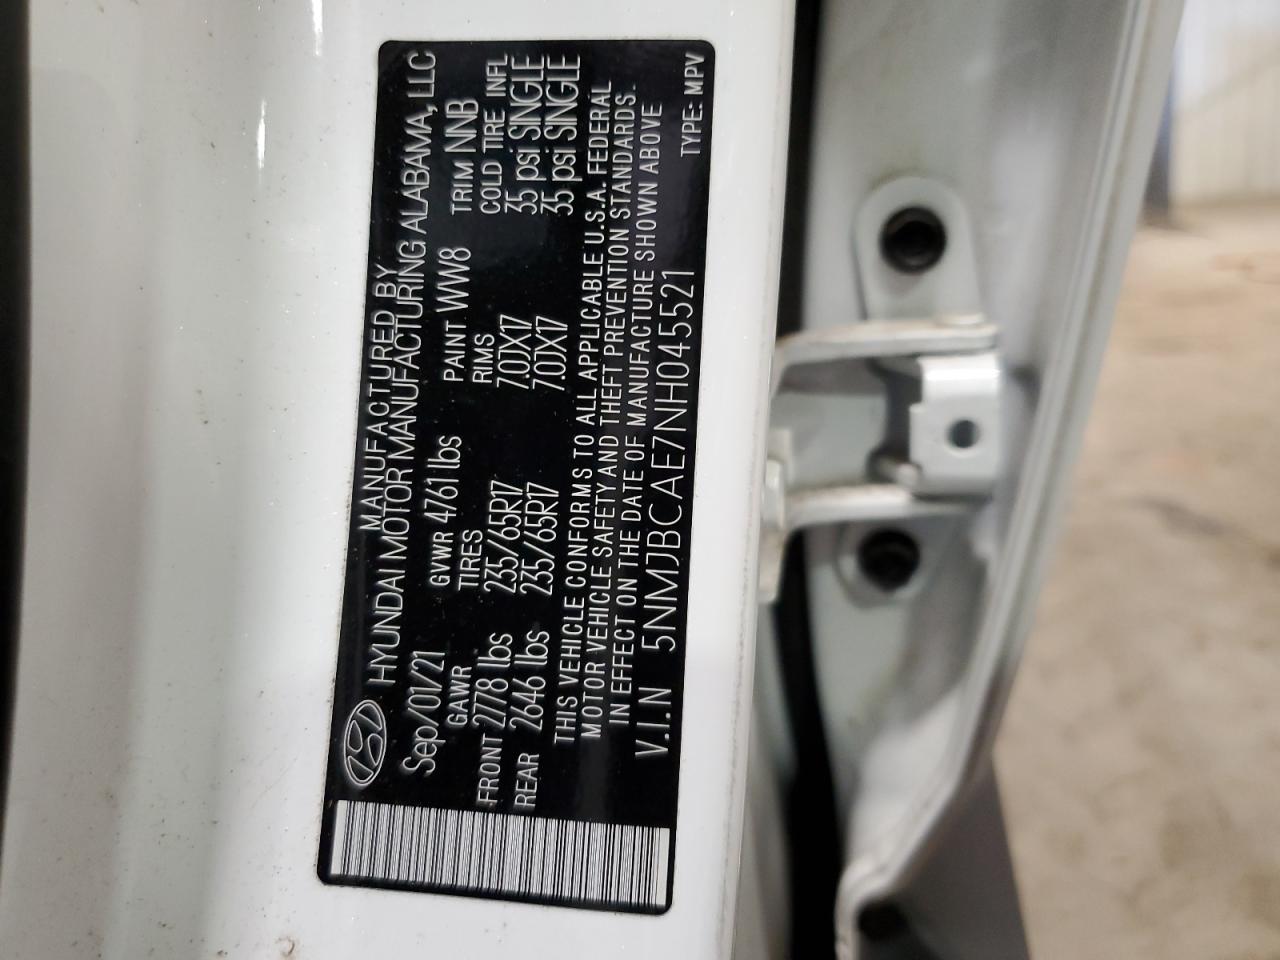 MANUFACTURED BY
HYUNDAI MOTOR MANUFACTURING ALABAMA, LLC
Sep/01/21 GVWR 4761 lbs PAINT WW8 TRIM NNB
GAWR TIRES RIMS COLD TIRE INFL
FRONT 2778 lbs 235/65R17 7.0JX17 35 psi SINGLE
REAR 2646 lbs 235/65R17 7.0JX17 35 psi SINGLE
THIS VEHICLE CONFORMS TO ALL APPLICABLE U.S.A. FEDERAL
MOTOR VEHICLE SAFETY AND THEFT PREVENTION STANDARDS.
IN EFFECT ON THE DATE OF MANUFACTURE SHOWN ABOVE
V.I.N 5NMJBCAE7NH045521 TYPE: MPV